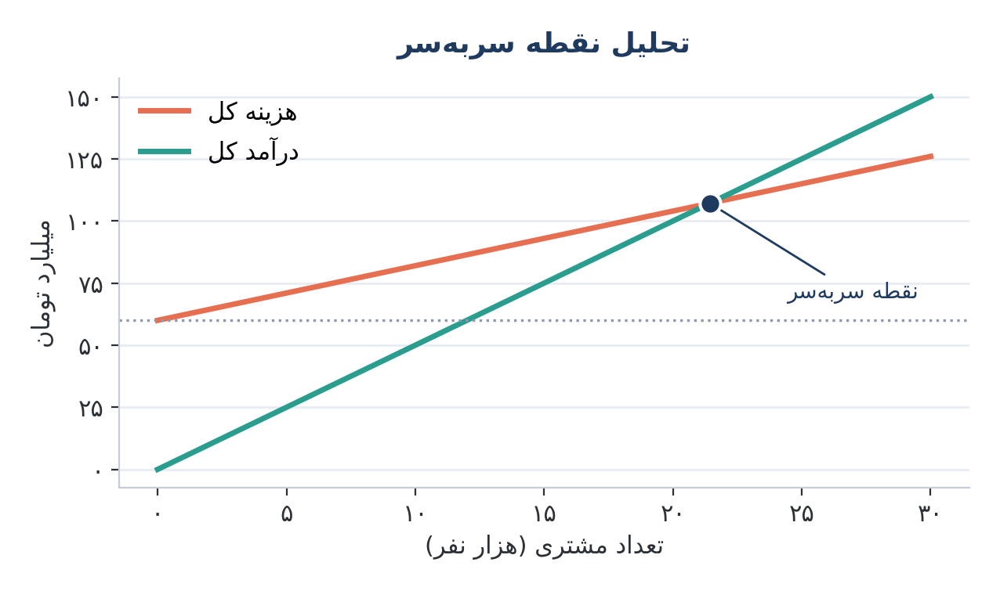 تحلیل نقطه سربه‌سر
هزینه کل
درآمد کل
میلیارد تومان
۱۵۰
۱۲۵
۱۰۰
۷۵
۵۰
۲۵
۰
نقطه سربه‌سر
۰ ۵ ۱۰ ۱۵ ۲۰ ۲۵ ۳۰
تعداد مشتری (هزار نفر)